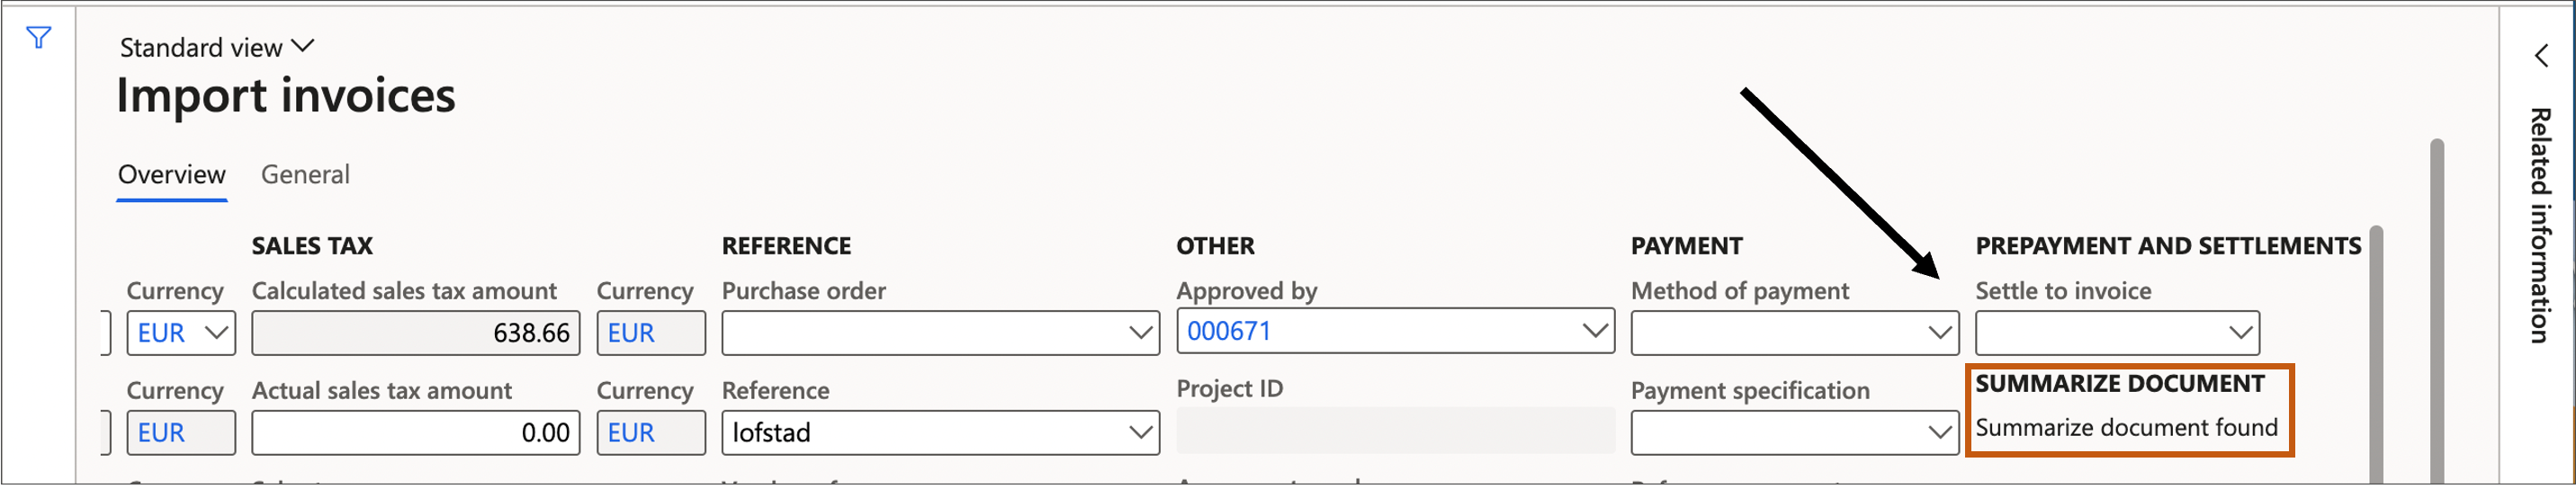 Standard view
Import invoices
Overview General
SALES TAX REFERENCE OTHER PAYMENT PREPAYMENT AND SETTLEMENTS
Currency Calculated sales tax amount Currency Purchase order Approved by Method of payment Settle to invoice
EUR 638.66 EUR 000671
SUMMARIZE DOCUMENT
Currency Actual sales tax amount Currency Reference Project ID Payment specification
EUR 0.00 EUR lofstad Summarize document found
Related information